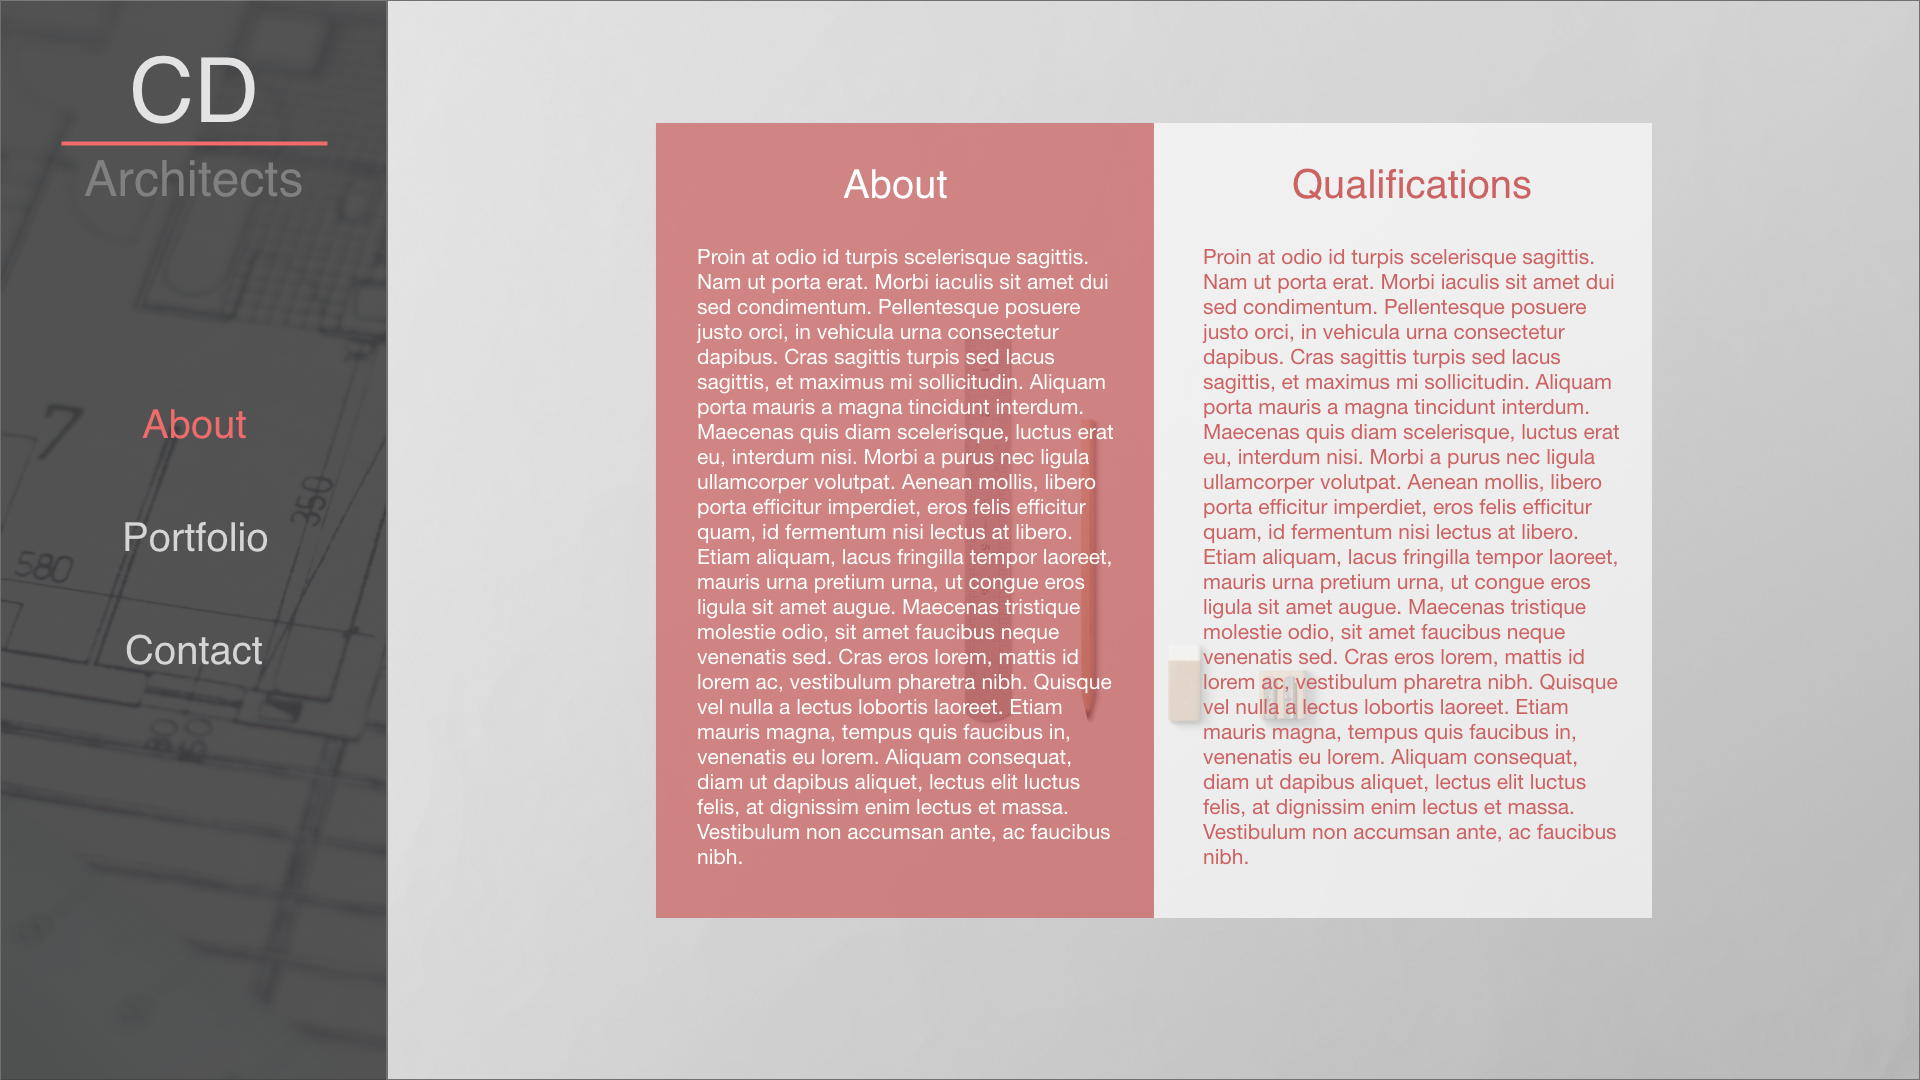 CD
Architects
About
Portfolio
Contact
7
350
580
About
Proin at odio id turpis scelerisque sagittis.
Nam ut porta erat. Morbi iaculis sit amet dui
sed condimentum. Pellentesque posuere
justo orci, in vehicula urna consectetur
dapibus. Cras sagittis turpis sed lacus
sagittis, et maximus mi sollicitudin. Aliquam
porta mauris a magna tincidunt interdum.
Maecenas quis diam scelerisque, luctus erat
eu, interdum nisi. Morbi a purus nec ligula
ullamcorper volutpat. Aenean mollis, libero
porta efficitur imperdiet, eros felis efficitur
quam, id fermentum nisi lectus at libero.
Etiam aliquam, lacus fringilla tempor laoreet,
mauris urna pretium urna, ut congue eros
ligula sit amet augue. Maecenas tristique
molestie odio, sit amet faucibus neque
venenatis sed. Cras eros lorem, mattis id
lorem ac, vestibulum pharetra nibh. Quisque
vel nulla a lectus lobortis laoreet. Etiam
mauris magna, tempus quis faucibus in,
venenatis eu lorem. Aliquam consequat,
diam ut dapibus aliquet, lectus elit luctus
felis, at dignissim enim lectus et massa.
Vestibulum non accumsan ante, ac faucibus
nibh.
Qualifications
Proin at odio id turpis scelerisque sagittis.
Nam ut porta erat. Morbi iaculis sit amet dui
sed condimentum. Pellentesque posuere
justo orci, in vehicula urna consectetur
dapibus. Cras sagittis turpis sed lacus
sagittis, et maximus mi sollicitudin. Aliquam
porta mauris a magna tincidunt interdum.
Maecenas quis diam scelerisque, luctus erat
eu, interdum nisi. Morbi a purus nec ligula
ullamcorper volutpat. Aenean mollis, libero
porta efficitur imperdiet, eros felis efficitur
quam, id fermentum nisi lectus at libero.
Etiam aliquam, lacus fringilla tempor laoreet,
mauris urna pretium urna, ut congue eros
ligula sit amet augue. Maecenas tristique
molestie odio, sit amet faucibus neque
venenatis sed. Cras eros lorem, mattis id
lorem ac, vestibulum pharetra nibh. Quisque
vel nulla a lectus lobortis laoreet. Etiam
mauris magna, tempus quis faucibus in,
venenatis eu lorem. Aliquam consequat,
diam ut dapibus aliquet, lectus elit luctus
felis, at dignissim enim lectus et massa.
Vestibulum non accumsan ante, ac faucibus
nibh.